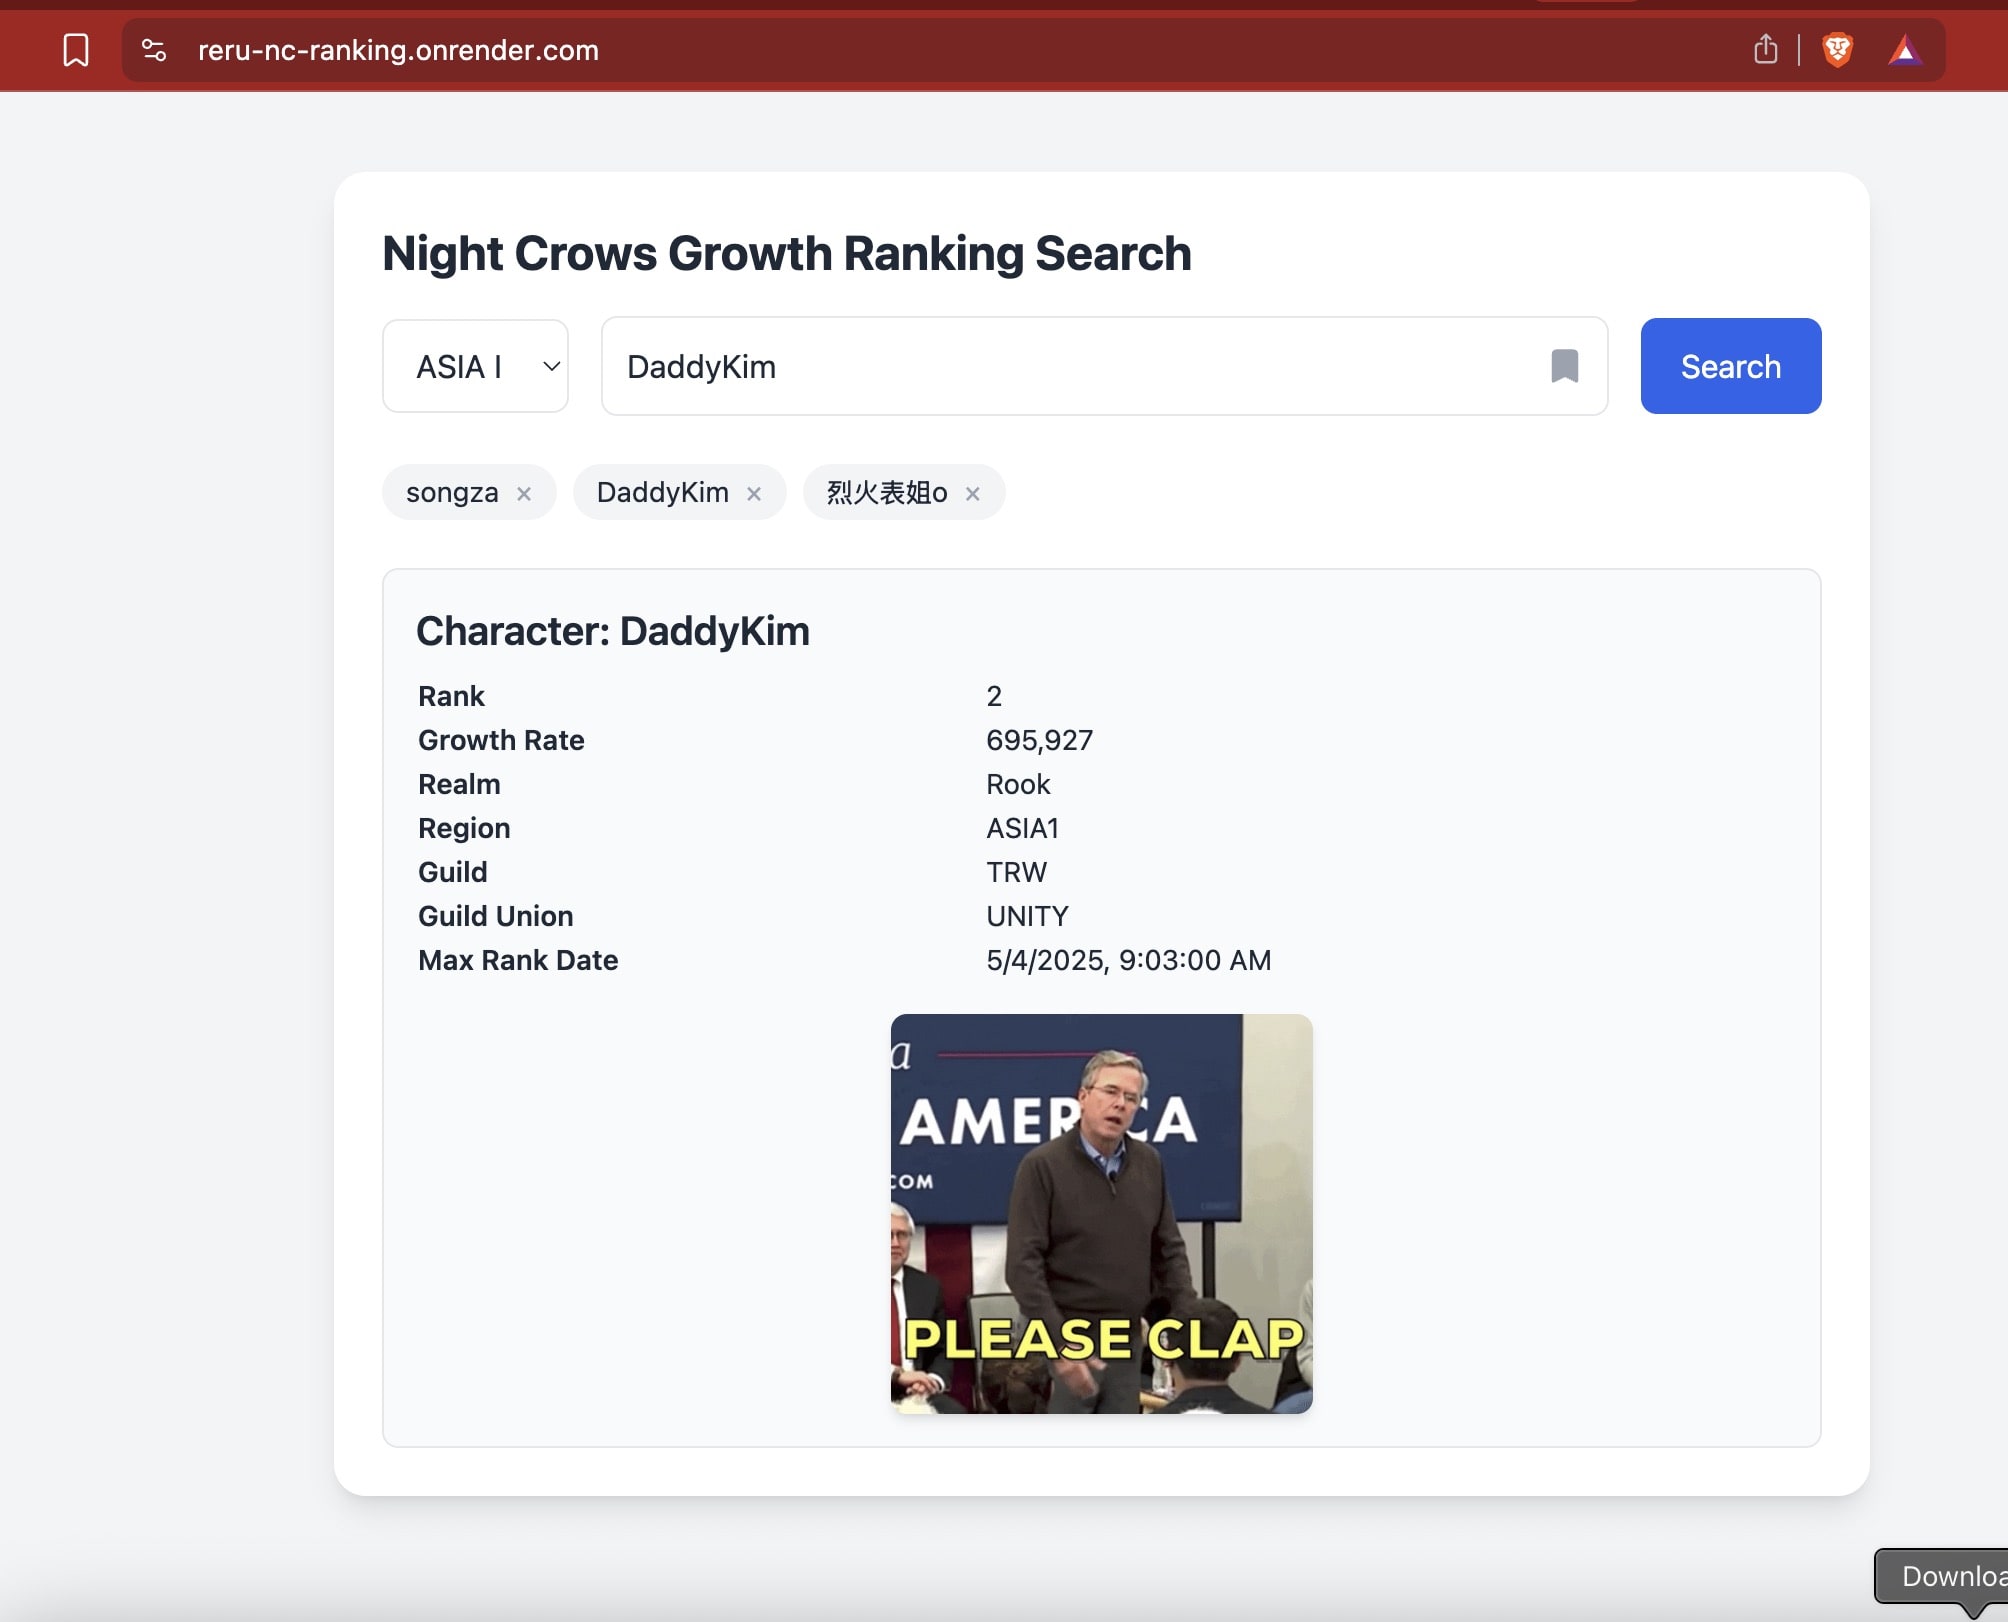 reru-nc-ranking.onrender.com
Night Crows Growth Ranking Search
ASIA I DaddyKim Search
songza × DaddyKim × 烈火表姐o ×
Character: DaddyKim
Rank 2
Growth Rate 695,927
Realm Rook
Region ASIA1
Guild TRW
Guild Union UNITY
Max Rank Date 5/4/2025, 9:03:00 AM
a
AMER CA
COM
PLEASE CLAP
Downloa